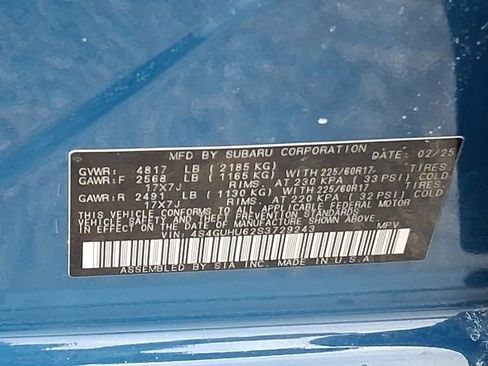 MFD BY SUBARU CORPORATION DATE: 02/25
GVWR: 4817 LB (2185 KG)
GAWR:F 2568 LB (1165 KG) WITH 225/60R17 TIRES
17X7J RIMS, AT 230 KPA (33 PSI) COLD
GAWR:R 2491 LB (1130 KG) WITH 225/60R17 TIRES
17X7J RIMS, AT 220 KPA (32 PSI) COLD
THIS VEHICLE CONFORMS TO ALL APPLICABLE FEDERAL MOTOR
VEHICLE SAFETY STANDARDS IN EFFECT ON THE DATE
OF MANUFACTURE SHOWN ABOVE.
VIN: 4S4GUHU62S3729243 MPV
ASSEMBLED BY SIA INC. MADE IN U.S.A